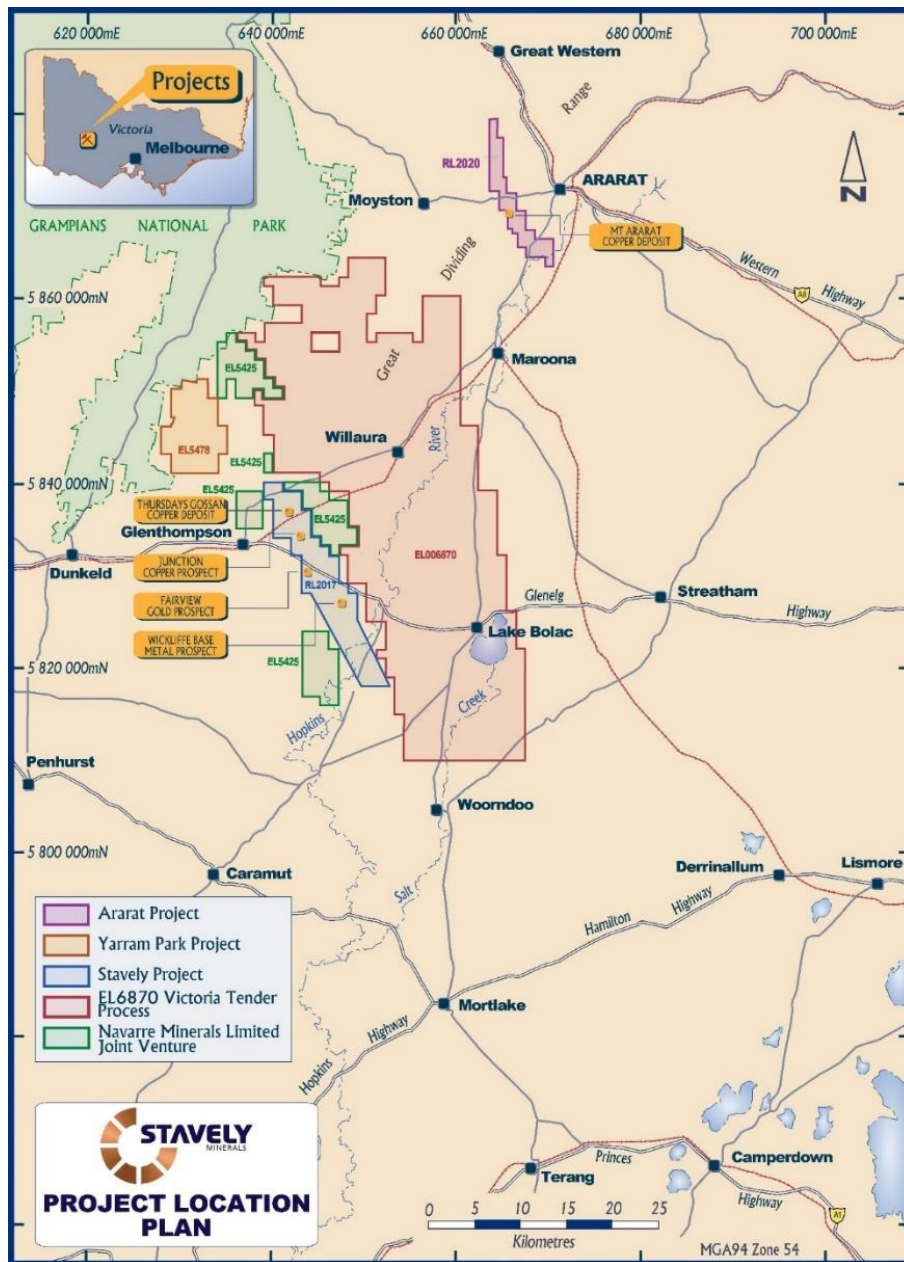 620 000mE
640 000mE
660 000mE
680 000mE
700 000mE
Projects
Victoria
Melbourne
Great Western
Range
N
RL2020
ARARAT
Moyston
GRAMPIANS NATIONAL PARK
MT ARARAT
COPPER DEPOSIT
Dividing
Western
Highway
A8
5 860 000mN
Great
Maroona
EL5425
River
Willaura
EL5478
EL5425
5 840 000mN
EL5425
THURSDAYS GOSSAN
COPPER DEPOSIT
EL5425
Glenthompson
EL006870
Dunkeld
JUNCTION
COPPER PROSPECT
RL2017
FAIRVIEW
GOLD PROSPECT
Glenelg
Streatham
Highway
WICKLIFFE BASE
METAL PROSPECT
Lake Bolac
EL5425
5 820 000mN
Creek
Hopkins
Penhurst
Woorndoo
5 800 000mN
Caramut
Derrinallum
Lismore
Salt
Hamilton
Highway
Ararat Project
Yarram Park Project
Stavely Project
EL6870 Victoria Tender
Process
Navarre Minerals Limited
Joint Venture
Mortlake
Hopkins
Highway
STAVELY
MINERALS
PROJECT LOCATION
PLAN
Terang
Princes
Camperdown
Highway
A1
0 5 10 15 20 25
Kilometres
MGA94 Zone 54